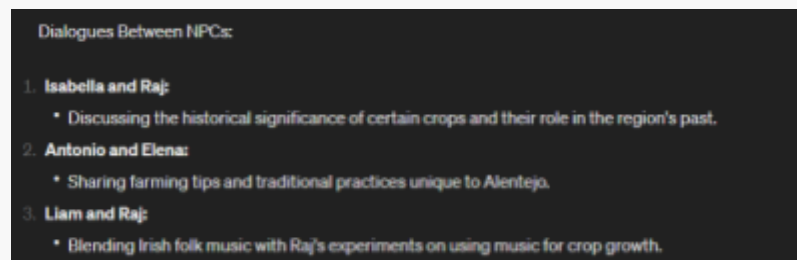 Dialogues Between NPCs:
1. Isabella and Raj:
• Discussing the historical significance of certain crops and their role in the region's past.
2. Antonio and Elena:
• Sharing farming tips and traditional practices unique to Alentejo.
3. Liam and Raj:
• Blending Irish folk music with Raj's experiments on using music for crop growth.